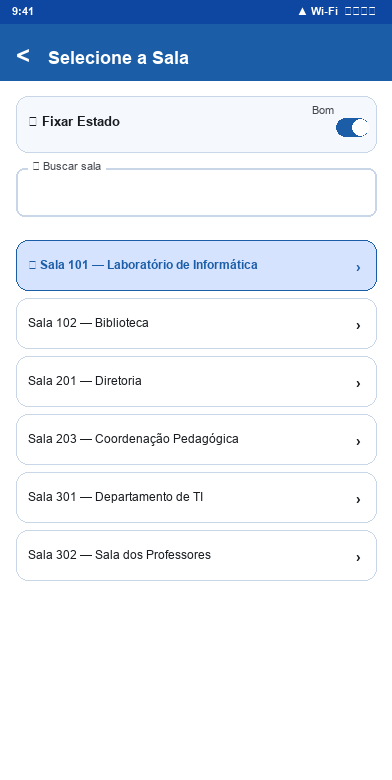 9:41 ▲ Wi-Fi □□□□
< Selecione a Sala
Bom
□ Fixar Estado
□ Buscar sala
□ Sala 101 — Laboratório de Informática ›
Sala 102 — Biblioteca ›
Sala 201 — Diretoria ›
Sala 203 — Coordenação Pedagógica ›
Sala 301 — Departamento de TI ›
Sala 302 — Sala dos Professores ›